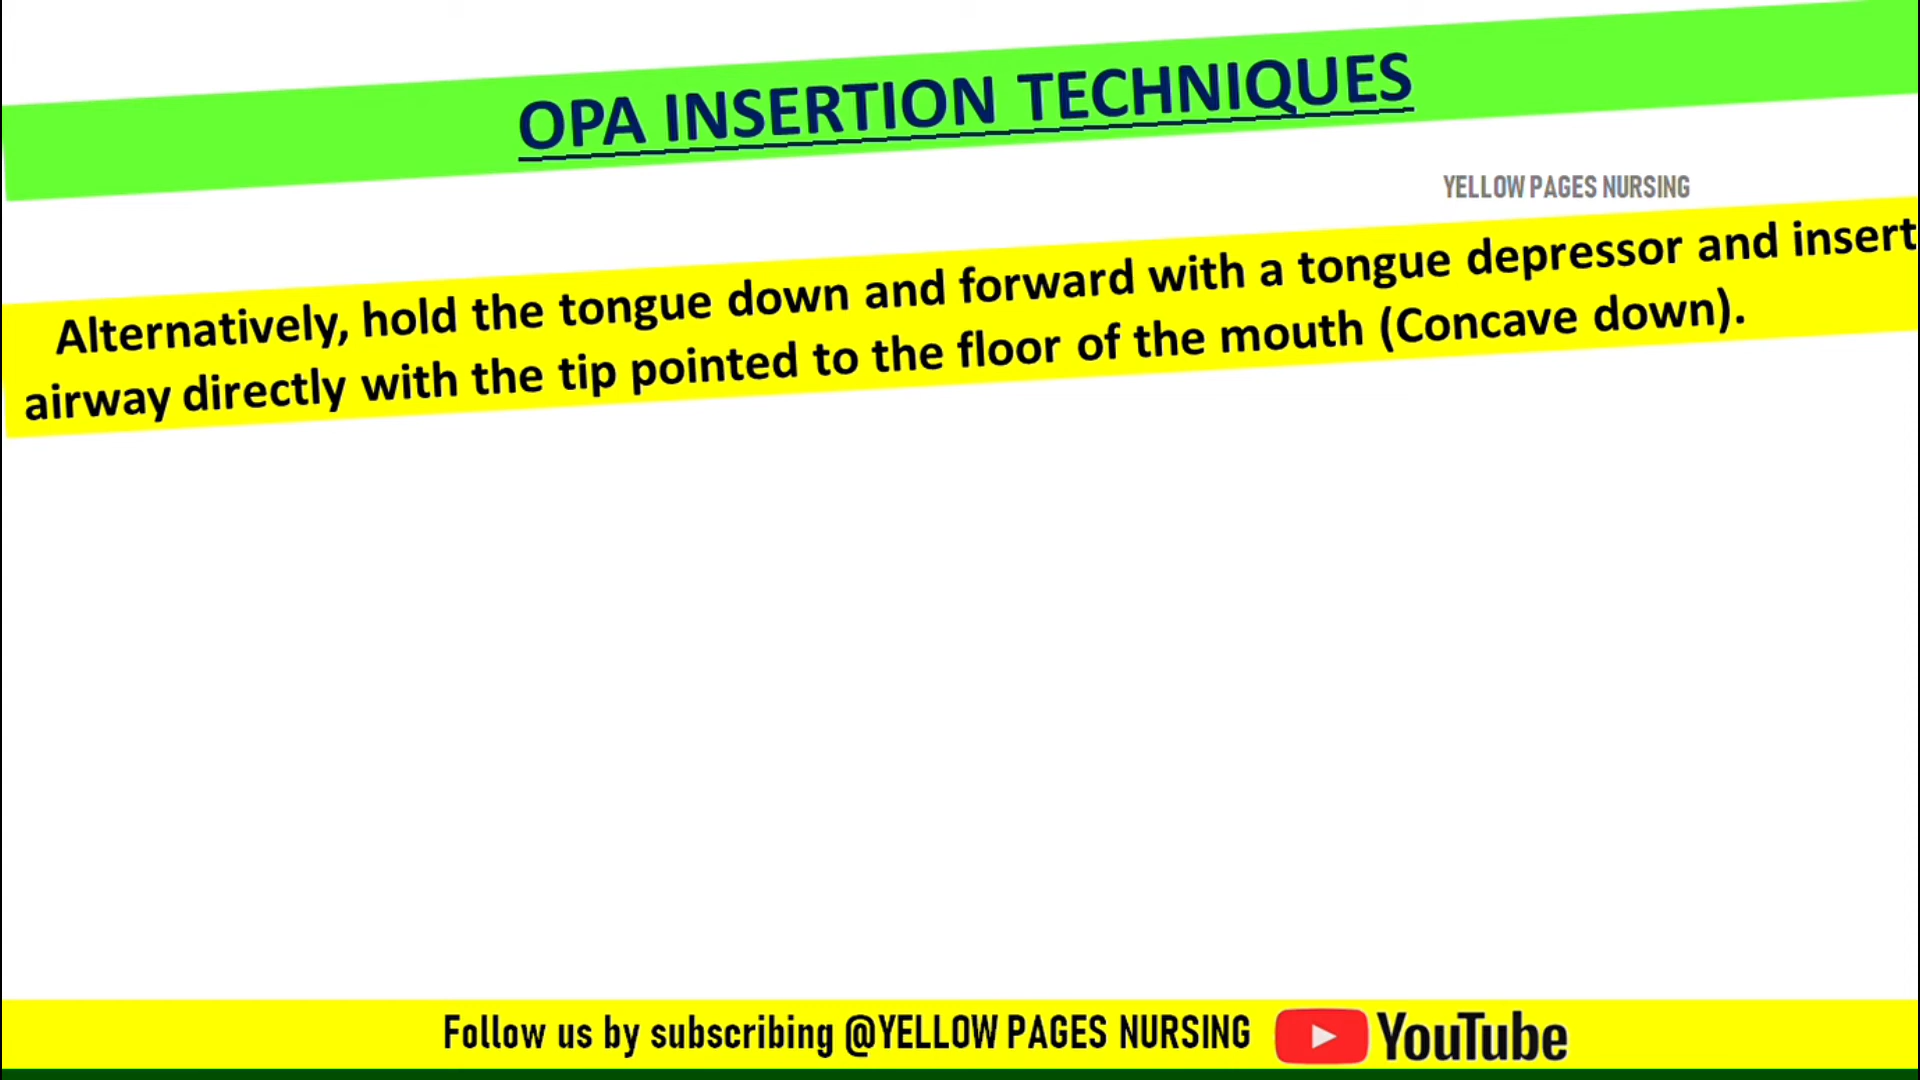 OPA INSERTION TECHNIQUES
YELLOW PAGES NURSING
Alternatively, hold the tongue down and forward with a tongue depressor and insert
airway directly with the tip pointed to the floor of the mouth (Concave down).
Follow us by subscribing @YELLOW PAGES NURSING YouTube